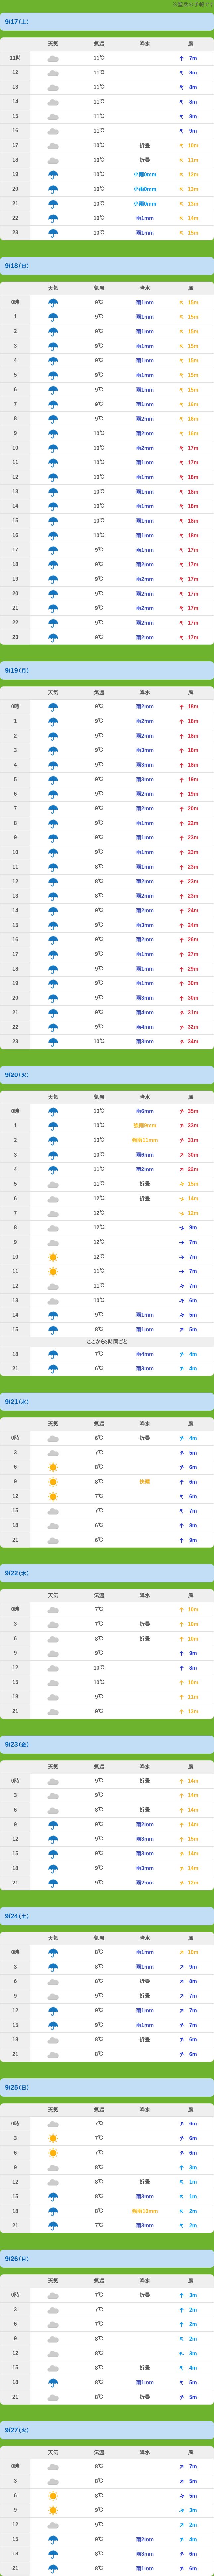 9/17(土)
天気 気温 降水 風
11時 11℃ 7m
12 11℃ 8m
13 11℃ 8m
14 11℃ 8m
15 11℃ 8m
16 11℃ 9m
17 10℃ 折畳 10m
18 10℃ 折畳 11m
19 10℃ 小雨0mm 12m
20 10℃ 小雨0mm 13m
21 10℃ 小雨0mm 13m
22 10℃ 雨1mm 14m
23 10℃ 雨1mm 15m
9/18(日)
天気 気温 降水 風
0時 9℃ 雨1mm 15m
1 9℃ 雨1mm 15m
2 9℃ 雨1mm 15m
3 9℃ 雨1mm 15m
4 9℃ 雨1mm 15m
5 9℃ 雨1mm 15m
6 9℃ 雨1mm 15m
7 9℃ 雨1mm 16m
8 9℃ 雨2mm 16m
9 9℃ 雨2mm 16m
10 10℃ 雨2mm 17m
11 10℃ 雨1mm 17m
12 10℃ 雨1mm 18m
13 10℃ 雨1mm 18m
14 10℃ 雨1mm 18m
15 10℃ 雨1mm 18m
16 10℃ 雨1mm 18m
17 9℃ 雨1mm 17m
18 9℃ 雨2mm 17m
19 9℃ 雨2mm 17m
20 9℃ 雨2mm 17m
21 9℃ 雨2mm 17m
22 9℃ 雨2mm 17m
23 9℃ 雨2mm 17m
9/19(月)
天気 気温 降水 風
0時 9℃ 雨2mm 18m
1 9℃ 雨2mm 18m
2 9℃ 雨2mm 18m
3 9℃ 雨3mm 18m
4 9℃ 雨3mm 18m
5 9℃ 雨3mm 19m
6 9℃ 雨2mm 19m
7 9℃ 雨2mm 20m
8 9℃ 雨1mm 22m
9 9℃ 雨1mm 23m
10 9℃ 雨1mm 23m
11 8℃ 雨1mm 23m
12 8℃ 雨2mm 23m
13 8℃ 雨2mm 23m
14 9℃ 雨2mm 24m
15 9℃ 雨3mm 24m
16 9℃ 雨2mm 26m
17 9℃ 雨1mm 27m
18 9℃ 雨1mm 29m
19 9℃ 雨1mm 30m
20 9℃ 雨3mm 30m
21 9℃ 雨4mm 31m
22 9℃ 雨4mm 32m
23 10℃ 雨3mm 34m
9/20(火)
天気 気温 降水 風
0時 10℃ 雨6mm 35m
1 10℃ 33m
2 10℃ 31m
3 10℃ 雨6mm 30m
4 11℃ 雨2mm 22m
5 11℃ 折畳 15m
6 12℃ 折畳 14m
7 12℃ 12m
8 12℃ 9m
9 12℃ 7m
10 12℃ 7m
11 11℃ 7m
12 11℃ 7m
13 10℃ 6m
14 9℃ 雨1mm 5m
15 8℃ 雨1mm 5m
ここから3時間ごと
18 7℃ 雨4mm 4m
21 6℃ 雨3mm 4m
9/21(水)
天気 気温 降水 風
0時 6℃ 折畳 4m
3 7℃ 5m
6 8℃ 6m
9 8℃ 6m
12 7℃ 6m
15 7℃ 7m
18 6℃ 8m
21 6℃ 9m
9/22(木)
天気 気温 降水 風
0時 7℃ 10m
3 7℃ 折畳 10m
6 8℃ 折畳 10m
9 9℃ 9m
12 10℃ 8m
15 10℃ 10m
18 9℃ 11m
21 9℃ 13m
9/23(金)
天気 気温 降水 風
0時 9℃ 折畳 14m
3 9℃ 14m
6 8℃ 折畳 14m
9 9℃ 雨2mm 14m
12 9℃ 雨3mm 15m
15 9℃ 雨3mm 14m
18 9℃ 雨3mm 14m
21 9℃ 雨2mm 12m
9/24(土)
天気 気温 降水 風
0時 8℃ 雨1mm 10m
3 8℃ 雨1mm 9m
6 8℃ 折畳 8m
9 9℃ 折畳 7m
12 9℃ 雨1mm 7m
15 9℃ 雨1mm 7m
18 8℃ 折畳 6m
21 8℃ 6m
9/25(日)
天気 気温 降水 風
0時 7℃ 6m
3 7℃ 6m
6 7℃ 6m
9 8℃ 3m
12 8℃ 折畳 1m
15 8℃ 雨3mm 1m
18 8℃ 2m
21 7℃ 雨3mm 2m
9/26(月)
天気 気温 降水 風
0時 7℃ 折畳 3m
3 7℃ 2m
6 7℃ 2m
9 8℃ 2m
12 8℃ 3m
15 8℃ 折畳 4m
18 8℃ 雨1mm 5m
21 8℃ 折畳 5m
9/27(火)
天気 気温 降水 風
0時 8℃ 7m
3 8℃ 5m
6 8℃ 5m
9 9℃ 3m
12 9℃ 2m
15 9℃ 雨2mm 4m
18 8℃ 雨3mm 6m
21 8℃ 雨1mm 6m